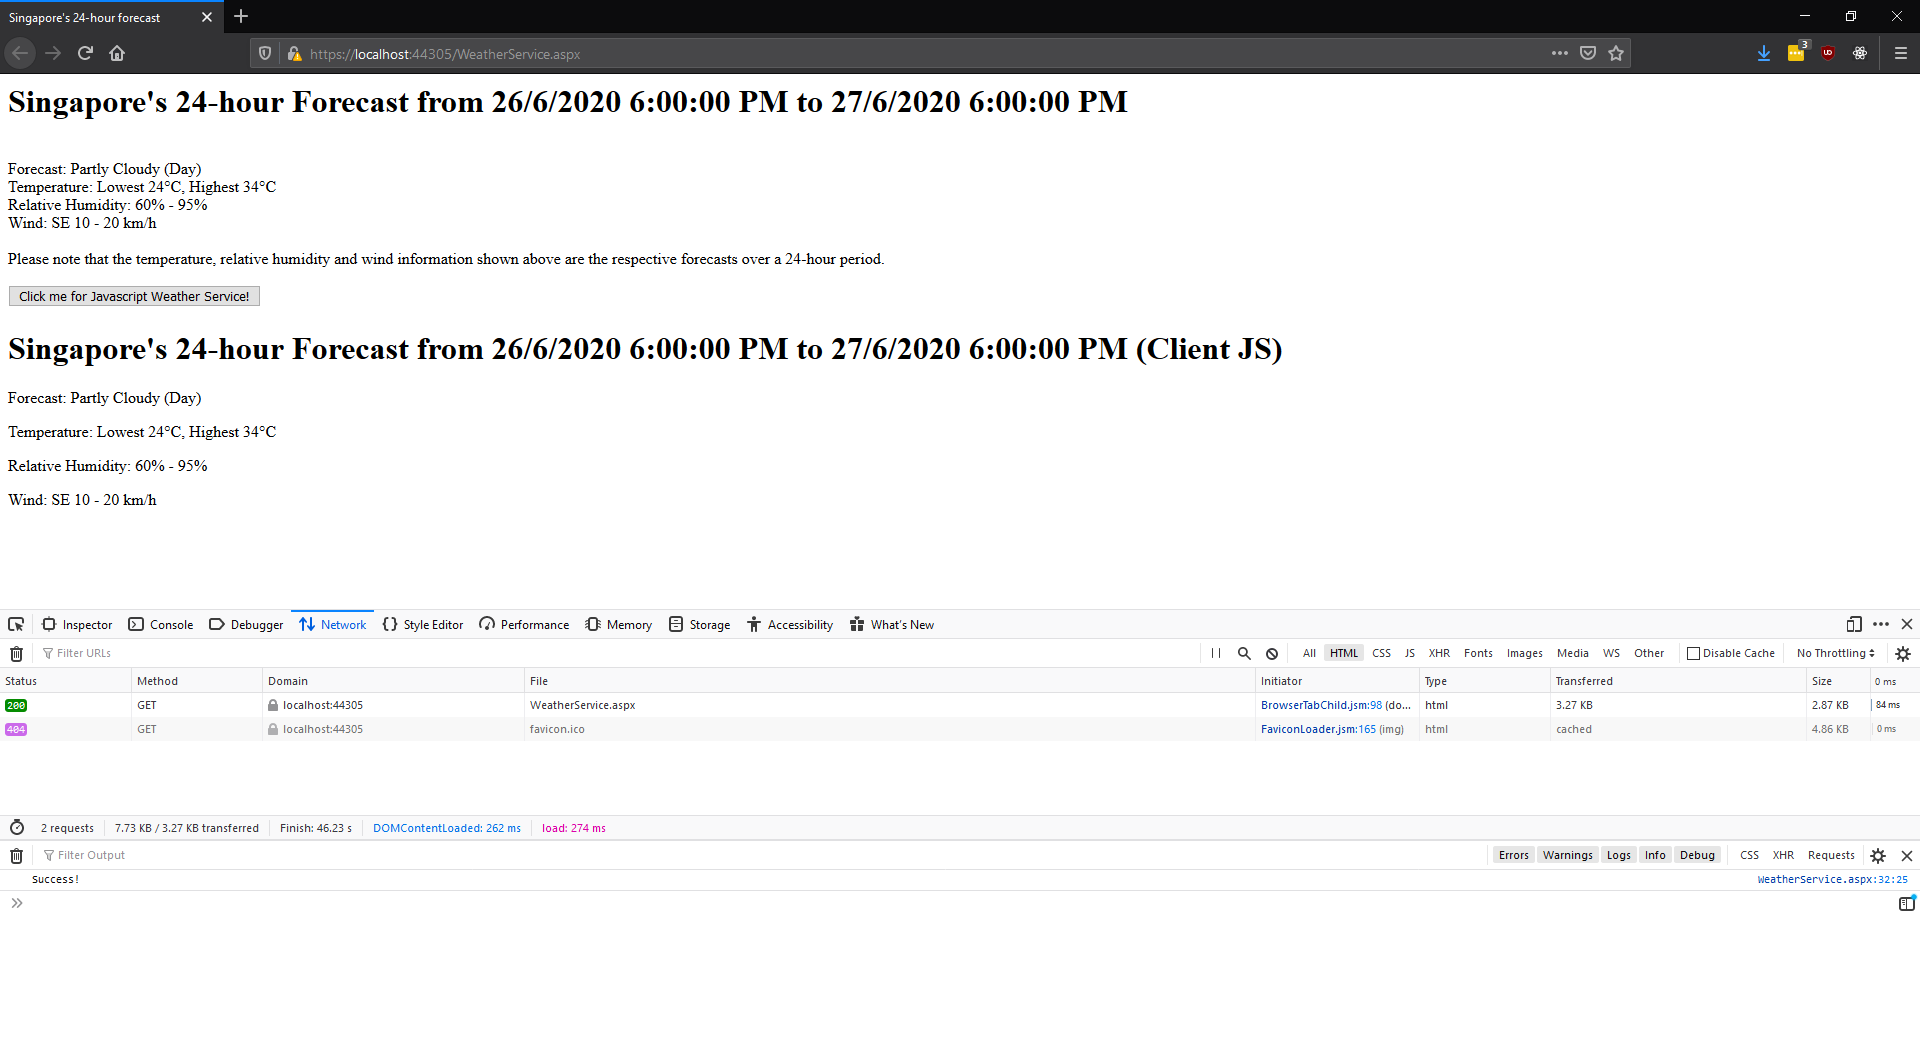 Singapore's 24-hour forecast
https://localhost:44305/WeatherService.aspx
3
Singapore's 24-hour Forecast from 26/6/2020 6:00:00 PM to 27/6/2020 6:00:00 PM
Forecast: Partly Cloudy (Day)
Temperature: Lowest 24°C, Highest 34°C
Relative Humidity: 60% - 95%
Wind: SE 10 - 20 km/h
Please note that the temperature, relative humidity and wind information shown above are the respective forecasts over a 24-hour period.
Click me for Javascript Weather Service!
Singapore's 24-hour Forecast from 26/6/2020 6:00:00 PM to 27/6/2020 6:00:00 PM (Client JS)
Forecast: Partly Cloudy (Day)
Temperature: Lowest 24°C, Highest 34°C
Relative Humidity: 60% - 95%
Wind: SE 10 - 20 km/h
Inspector Console Debugger Network Style Editor Performance Memory Storage Accessibility What's New
Filter URLs All HTML CSS JS XHR Fonts Images Media WS Other Disable Cache No Throttling
Status Method Domain File Initiator Type Transferred Size 0 ms
200 GET localhost:44305 WeatherService.aspx BrowserTabChild.jsm:98 (do... html 3.27 KB 2.87 KB 84 ms
404 GET localhost:44305 favicon.ico FaviconLoader.jsm:165 (img) html cached 4.86 KB 0 ms
2 requests 7.73 KB / 3.27 KB transferred Finish: 46.23 s DOMContentLoaded: 262 ms load: 274 ms
Filter Output Errors Warnings Logs Info Debug CSS XHR Requests
Success! WeatherService.aspx:32:25